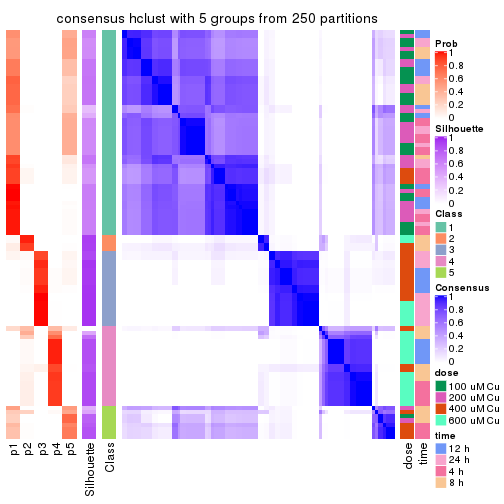 consensus hclust with 5 groups from 250 partitions
Prob
1
0.8
0.6
0.4
0.2
0
Silhouette
1
0.8
0.6
0.4
0.2
0
Class
1
2
3
4
5
Consensus
1
0.8
0.6
0.4
0.2
0
dose
100 uM Cu
200 uM Cu
400 uM Cu
600 uM Cu
time
12 h
24 h
4 h
8 h
p1
p2
p3
p4
p5
Silhouette
Class
dose
time